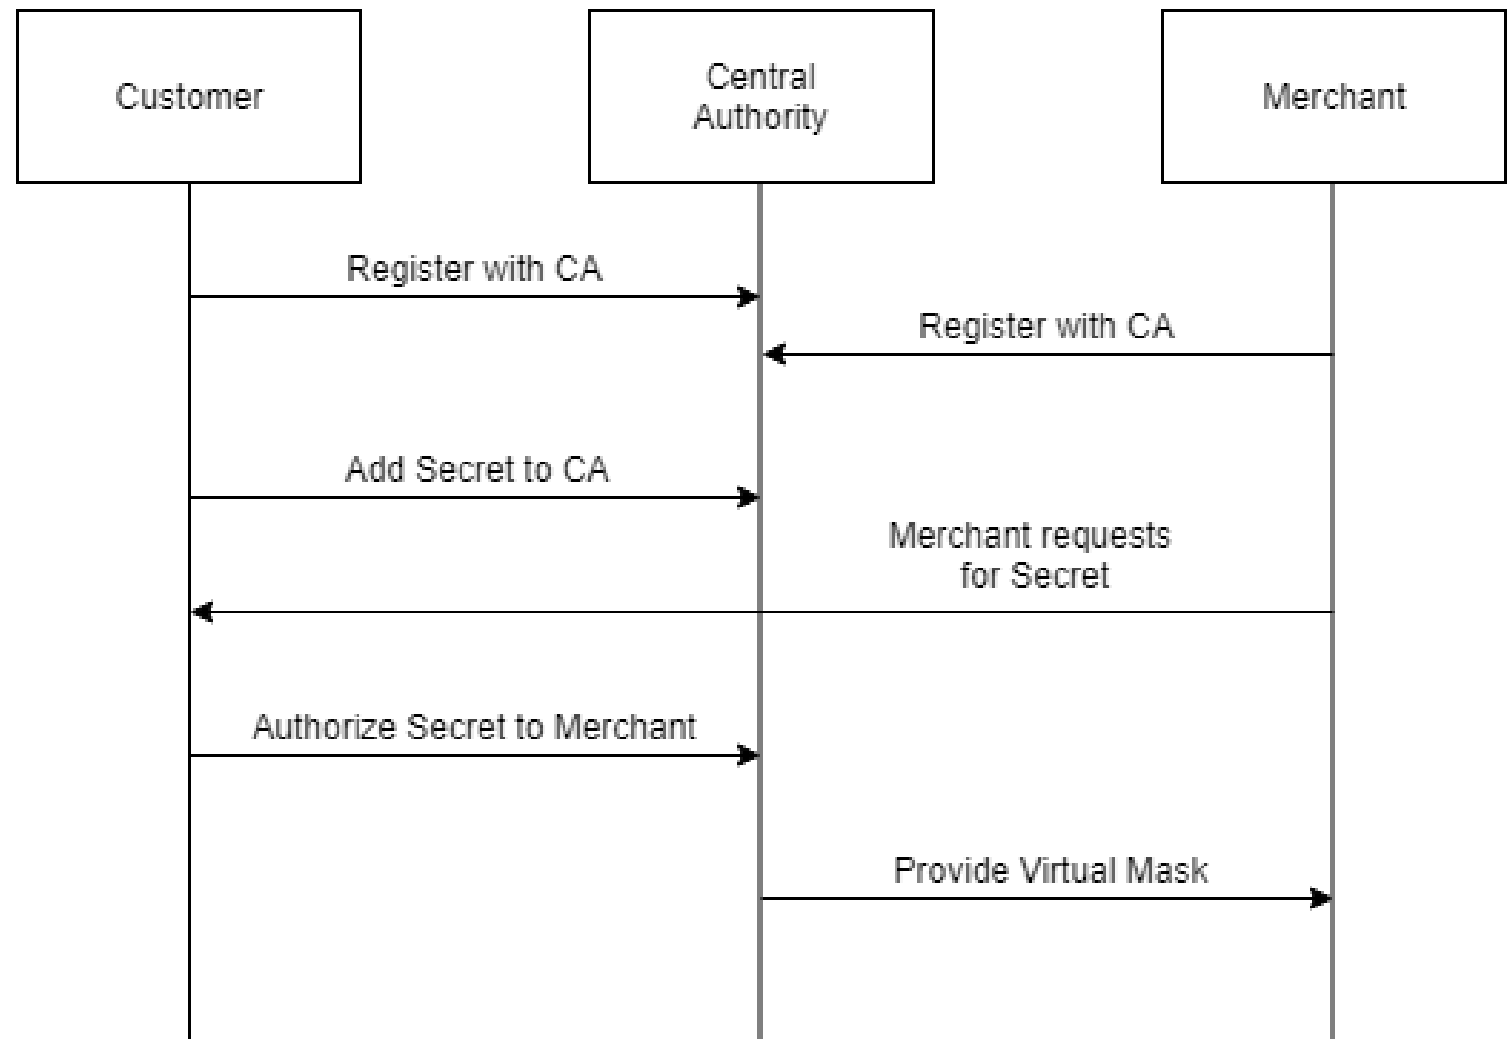 Customer
Central
Authority
Merchant
Register with CA
Register with CA
Add Secret to CA
Merchant requests
for Secret
Authorize Secret to Merchant
Provide Virtual Mask